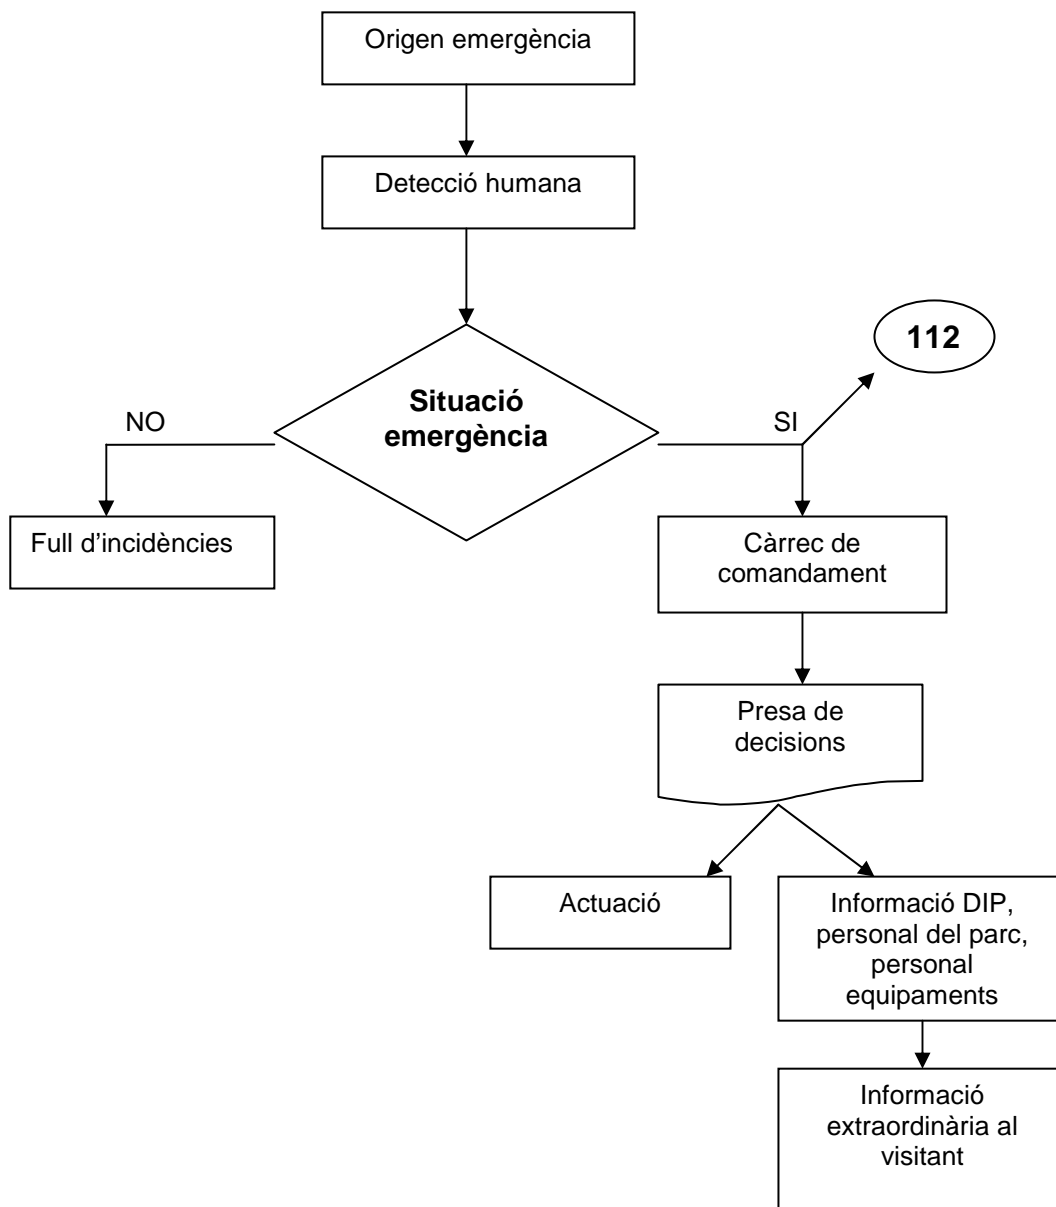 Origen emergència
Detecció humana
112
Situació
emergència
NO
SI
Full d'incidències
Càrrec de
comandament
Presa de
decisions
Actuació
Informació DIP,
personal del parc,
personal
equipaments
Informació
extraordinària al
visitant